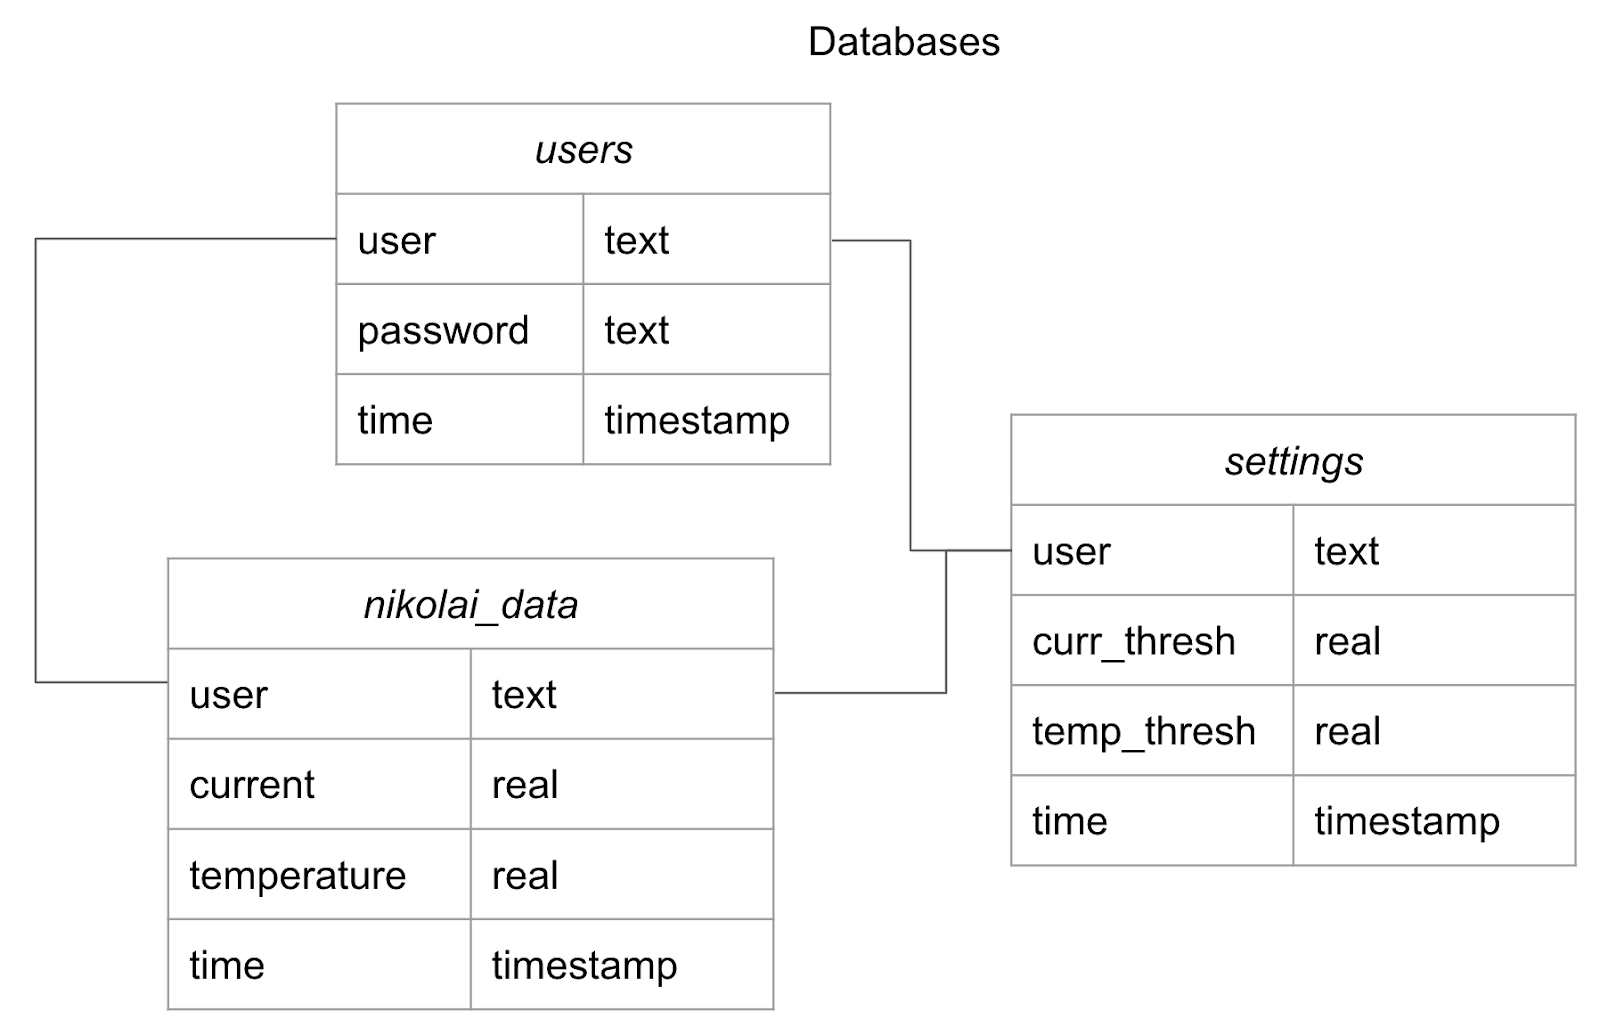 Databases
users
user text
password text
time timestamp
settings
user text
curr_thresh real
temp_thresh real
time timestamp
nikolai_data
user text
current real
temperature real
time timestamp